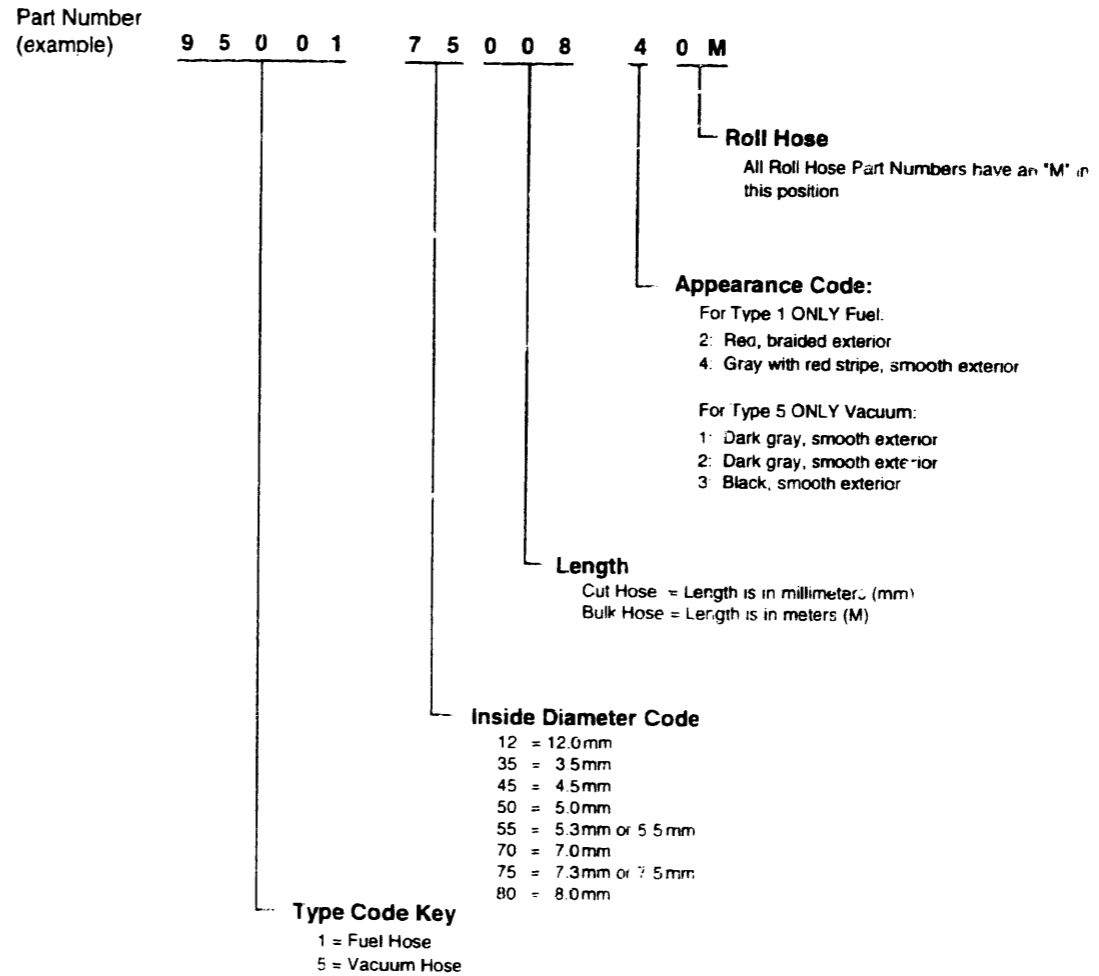 Part Number
(example)
9 5 0 0 1 7 5 0 0 8 4 0 M
Roll Hose
All Roll Hose Part Numbers have an "M" in
this position
Appearance Code:
For Type 1 ONLY Fuel:
2: Red, braided exterior
4: Gray with red stripe, smooth exterior
For Type 5 ONLY Vacuum:
1: Dark gray, smooth exterior
2: Dark gray, smooth exterior
3: Black, smooth exterior
Length
Cut Hose = Length is in millimeters (mm)
Bulk Hose = Length is in meters (M)
Inside Diameter Code
12 = 12.0mm
35 = 3.5mm
45 = 4.5mm
50 = 5.0mm
55 = 5.3mm or 5.5mm
70 = 7.0mm
75 = 7.3mm or 7.5mm
80 = 8.0mm
Type Code Key
1 = Fuel Hose
5 = Vacuum Hose